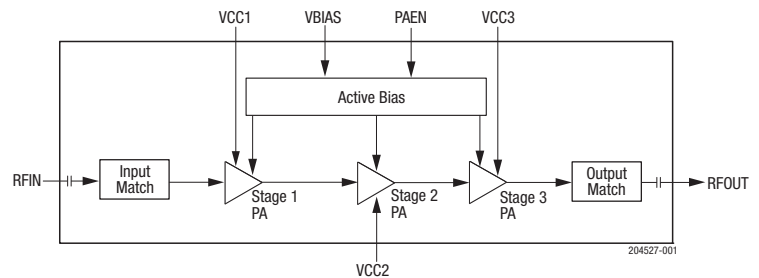 VCC1
VBIAS
PAEN
VCC3
Active Bias
RFIN
Input
Match
Stage 1
PA
Stage 2
PA
Stage 3
PA
Output
Match
RFOUT
204527-001
VCC2